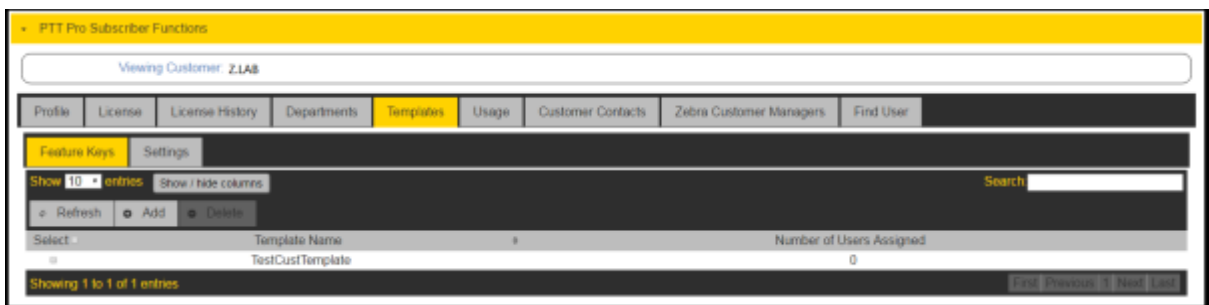 PTT Pro Subscriber Functions
Viewing Customer: Z.LAB
Profile License License History Departments Templates Usage Customer Contacts Zebra Customer Managers Find User
Feature Keys Settings
Show 10 entries Show / hide columns Search:
Refresh Add Delete
Select Template Name Number of Users Assigned
TestCustTemplate 0
Showing 1 to 1 of 1 entries First Previous 1 Next Last